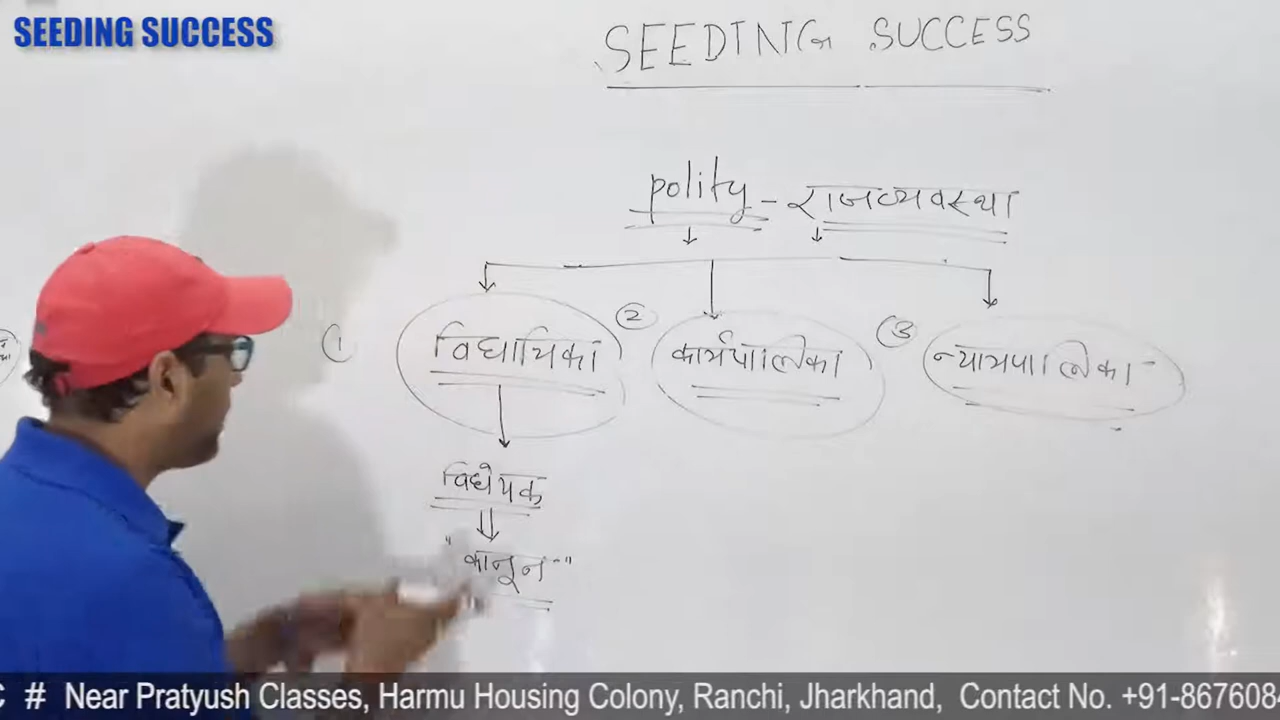 SEEDING SUCCESS
SEEDING SUCCESS
polity - राजव्यवस्था
① विधायिका ② कार्यपालिका ③ न्यायपालिका
विधेयक
"कानून"
# Near Pratyush Classes, Harmu Housing Colony, Ranchi, Jharkhand, Contact No. +91-867608